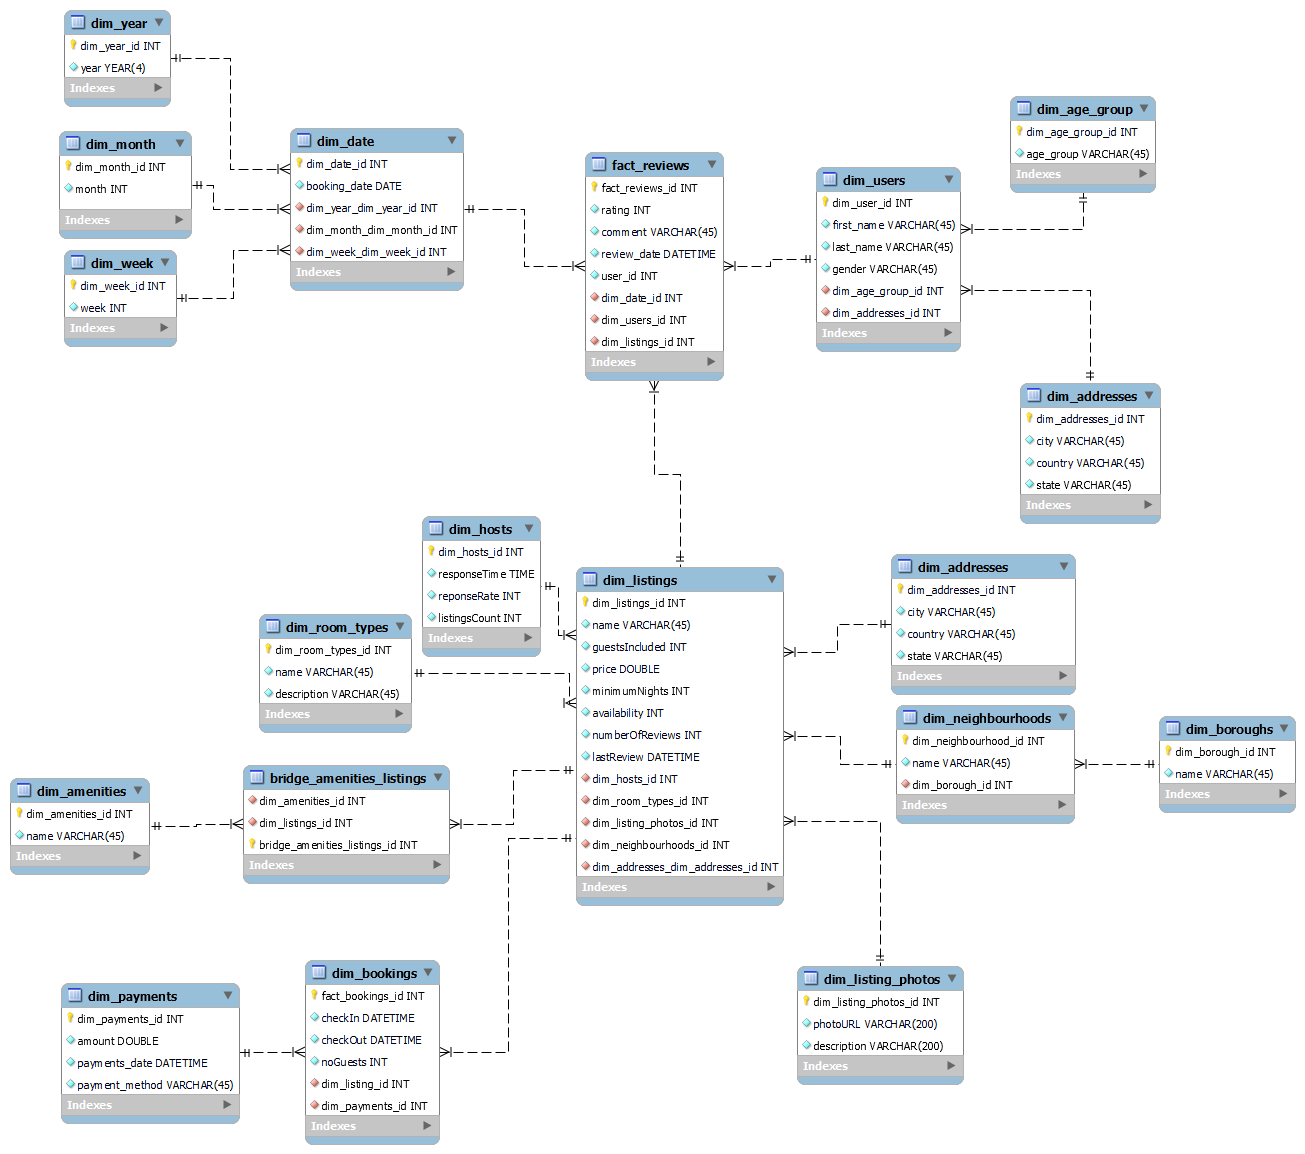 dim_year
dim_year_id INT
year YEAR(4)
Indexes
dim_month
dim_month_id INT
month INT
Indexes
dim_week
dim_week_id INT
week INT
Indexes
dim_date
dim_date_id INT
booking_date DATE
dim_year_dim_year_id INT
dim_month_dim_month_id INT
dim_week_dim_week_id INT
Indexes
fact_reviews
fact_reviews_id INT
rating INT
comment VARCHAR(45)
review_date DATETIME
user_id INT
dim_date_id INT
dim_users_id INT
dim_listings_id INT
Indexes
dim_users
dim_user_id INT
first_name VARCHAR(45)
last_name VARCHAR(45)
gender VARCHAR(45)
dim_age_group_id INT
dim_addresses_id INT
Indexes
dim_age_group
dim_age_group_id INT
age_group VARCHAR(45)
Indexes
dim_addresses
dim_addresses_id INT
city VARCHAR(45)
country VARCHAR(45)
state VARCHAR(45)
Indexes
dim_hosts
dim_hosts_id INT
responseTime TIME
reponseRate INT
listingsCount INT
Indexes
dim_room_types
dim_room_types_id INT
name VARCHAR(45)
description VARCHAR(45)
Indexes
dim_listings
dim_listings_id INT
name VARCHAR(45)
guestsIncluded INT
price DOUBLE
minimumNights INT
availability INT
numberOfReviews INT
lastReview DATETIME
dim_hosts_id INT
dim_room_types_id INT
dim_listing_photos_id INT
dim_neighbourhoods_id INT
dim_addresses_dim_addresses_id INT
Indexes
dim_addresses
dim_addresses_id INT
city VARCHAR(45)
country VARCHAR(45)
state VARCHAR(45)
Indexes
dim_neighbourhoods
dim_neighbourhood_id INT
name VARCHAR(45)
dim_borough_id INT
Indexes
dim_boroughs
dim_borough_id INT
name VARCHAR(45)
Indexes
dim_amenities
dim_amenities_id INT
name VARCHAR(45)
Indexes
bridge_amenities_listings
dim_amenities_id INT
dim_listings_id INT
bridge_amenities_listings_id INT
Indexes
dim_payments
dim_payments_id INT
amount DOUBLE
payments_date DATETIME
payment_method VARCHAR(45)
Indexes
dim_bookings
fact_bookings_id INT
checkIn DATETIME
checkOut DATETIME
noGuests INT
dim_listing_id INT
dim_payments_id INT
Indexes
dim_listing_photos
dim_listing_photos_id INT
photoURL VARCHAR(200)
description VARCHAR(200)
Indexes